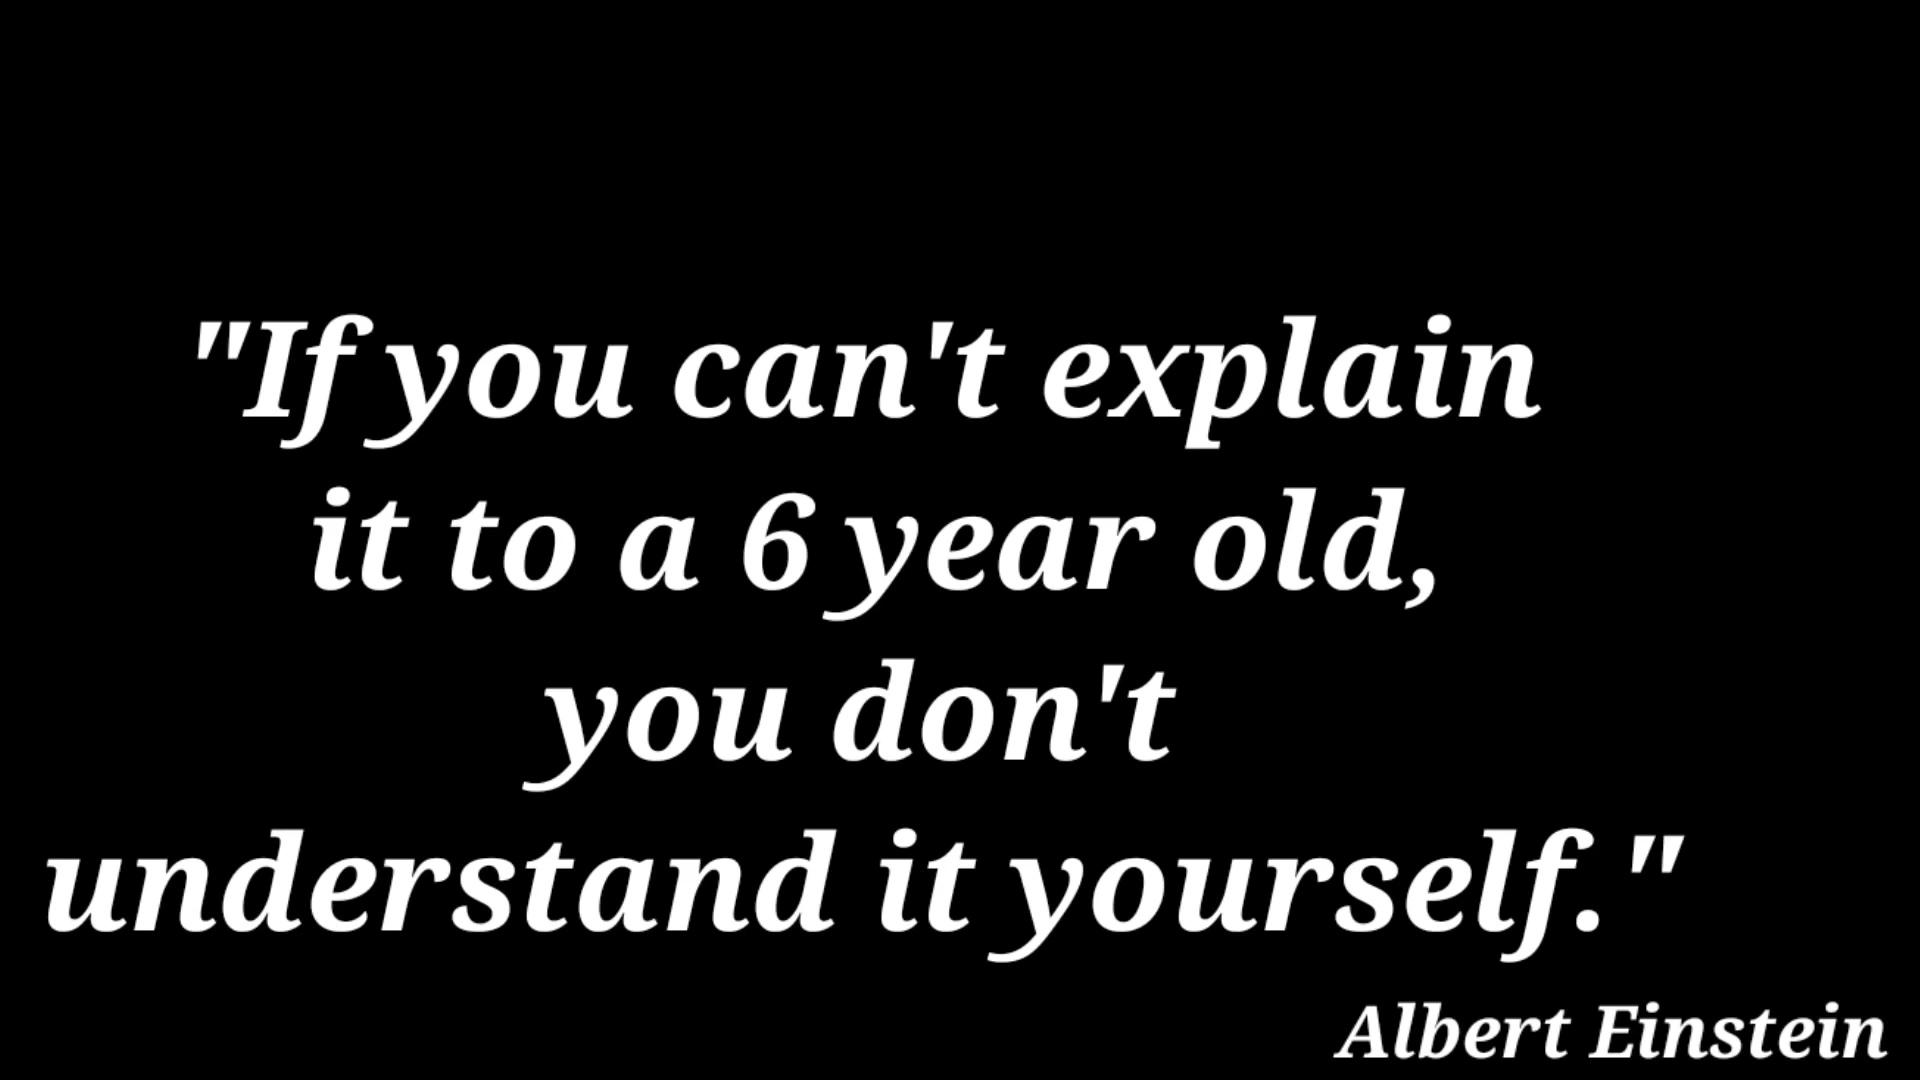 "If you can't explain
it to a 6 year old,
you don't
understand it yourself."
Albert Einstein